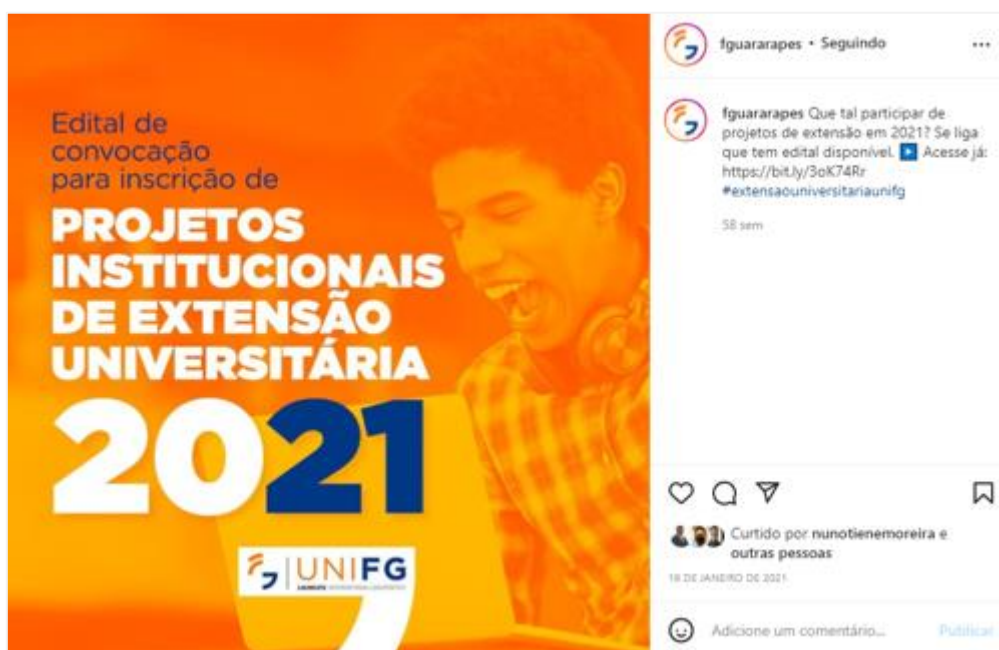 Edital de
convocação
para inscrição de
PROJETOS
INSTITUCIONAIS
DE EXTENSÃO
UNIVERSITÁRIA
2021
UNIFG
fguararapes • Seguindo
fguararapes Que tal participar de
projetos de extensão em 2021? Se liga
que tem edital disponível. ▶ Acesse já:
https://bit.ly/3oK74Rr
#extensaouniversitariaunifg
58 sem
Curtido por nunotienemoreira e
outras pessoas
18 DE JANEIRO DE 2021
Adicione um comentário...
Publicar